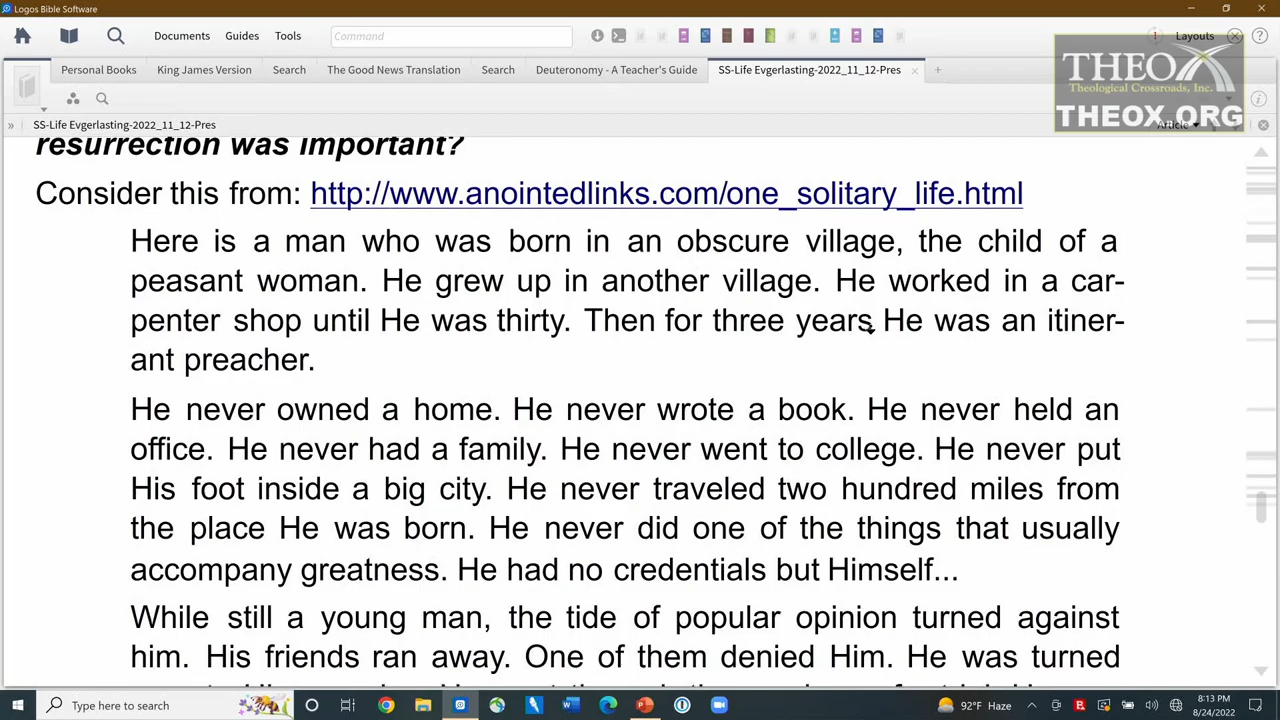 Logos Bible Software
Documents Guides Tools Command Layouts
THEOX
Theological Crossroads, Inc.
THEOX.ORG
Personal Books King James Version Search The Good News Translation Search Deuteronomy - A Teacher's Guide SS-Life Evgerlasting-2022_11_12-Pres
SS-Life Evgerlasting-2022_11_12-Pres Article
resurrection was important?
Consider this from: http://www.anointedlinks.com/one_solitary_life.html
Here is a man who was born in an obscure village, the child of a
peasant woman. He grew up in another village. He worked in a car-
penter shop until He was thirty. Then for three years He was an itiner-
ant preacher.
He never owned a home. He never wrote a book. He never held an
office. He never had a family. He never went to college. He never put
His foot inside a big city. He never traveled two hundred miles from
the place He was born. He never did one of the things that usually
accompany greatness. He had no credentials but Himself...
While still a young man, the tide of popular opinion turned against
him. His friends ran away. One of them denied Him. He was turned
Type here to search
92°F Haze
8:13 PM
8/24/2022